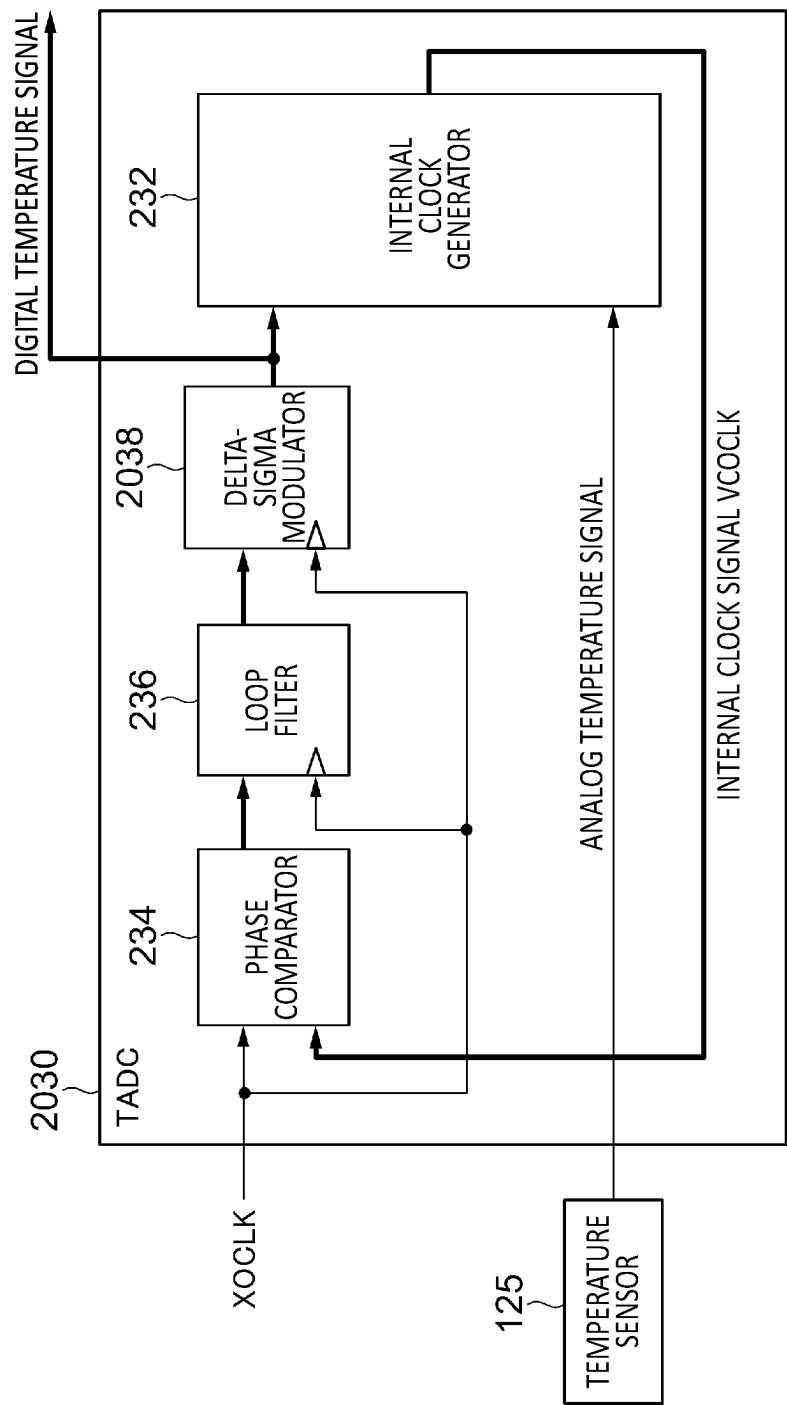 2030
TADC
234
PHASE
COMPARATOR
236
LOOP
FILTER
2038
DELTA-
SIGMA
MODULATOR
232
INTERNAL
CLOCK
GENERATOR
DIGITAL TEMPERATURE SIGNAL
XOCLK
125
TEMPERATURE
SENSOR
ANALOG TEMPERATURE SIGNAL
INTERNAL CLOCK SIGNAL VCOCLK